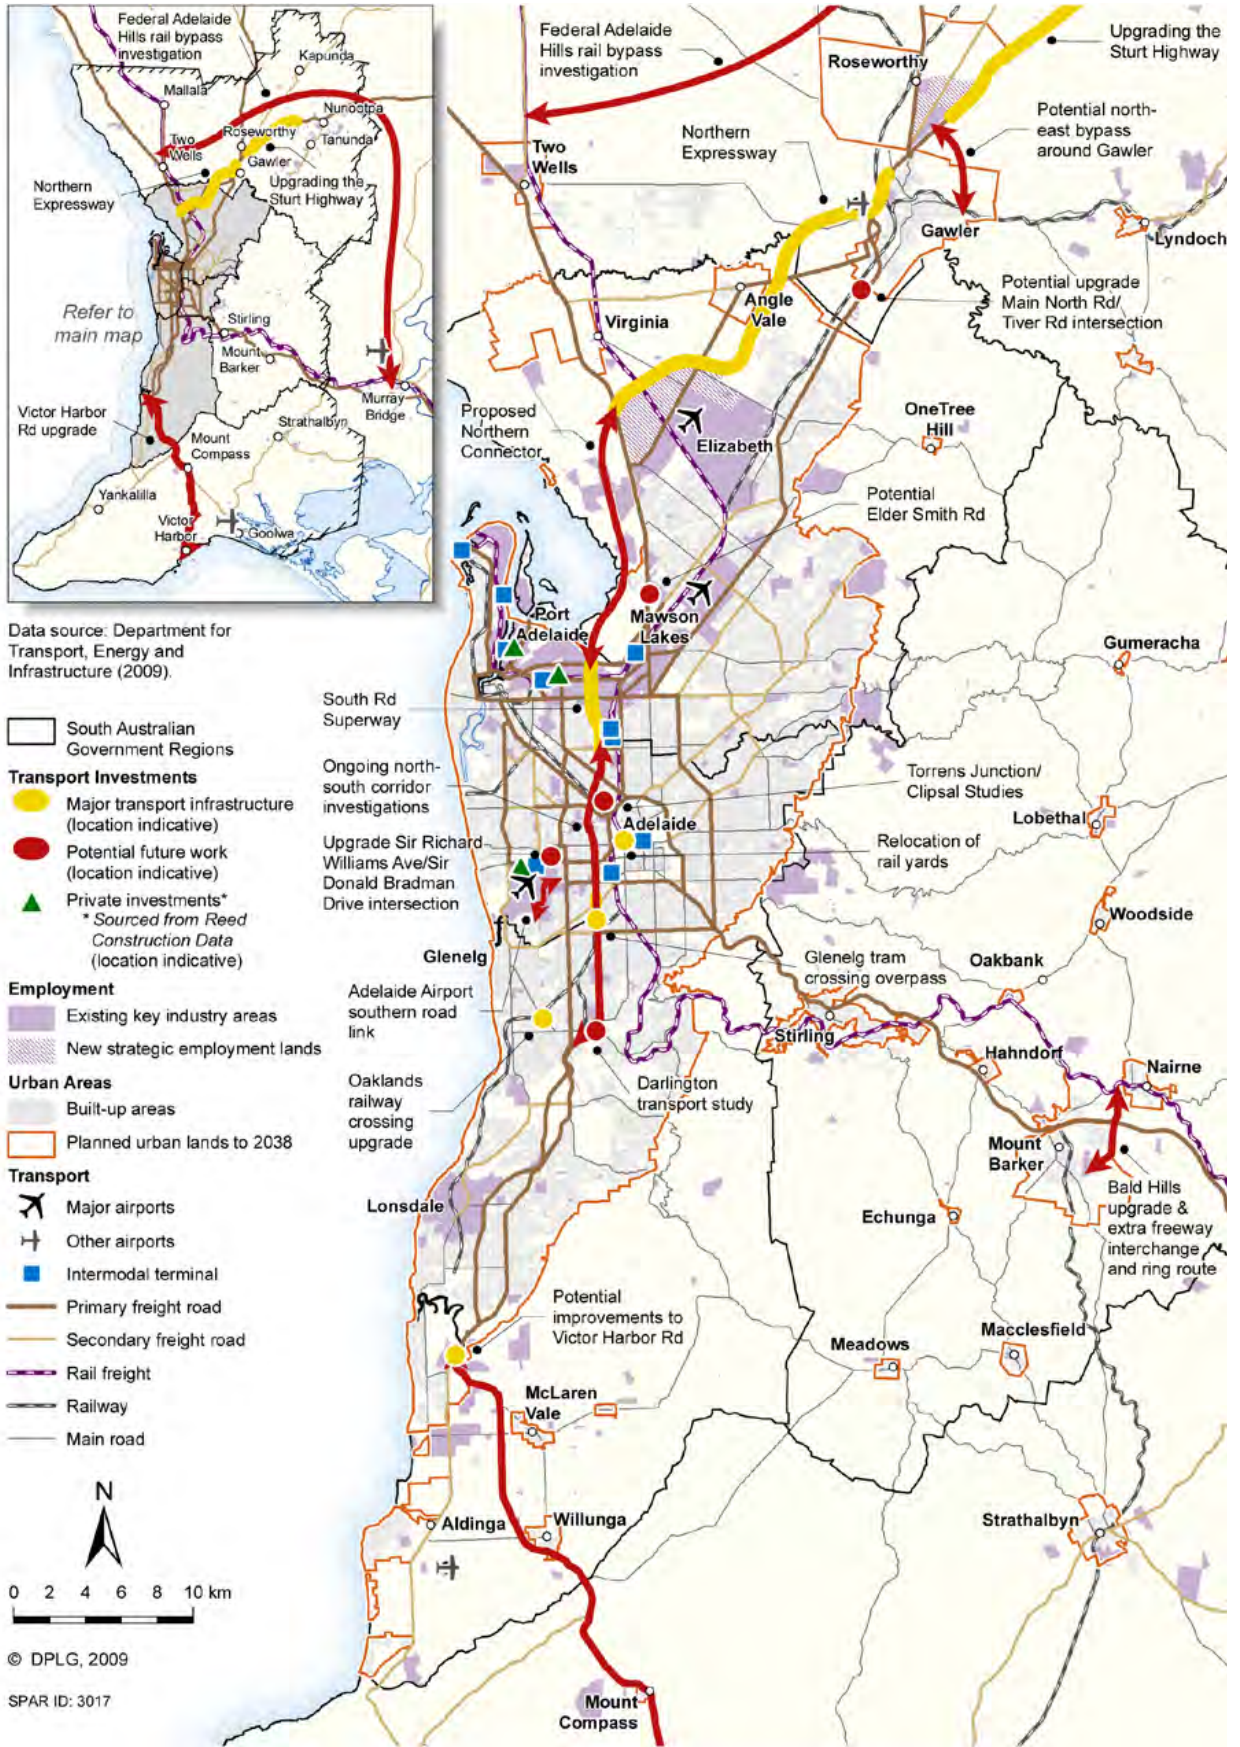 Federal Adelaide
Hills rail bypass
investigation
Kapunda
Mallala
Nunootpa
Two
Wells
Roseworthy
Tanunda
Gawler
Northern
Expressway
Upgrading the
Sturt Highway
Refer to
main map
Stirling
Mount
Barker
Murray
Bridge
Victor Harbor
Rd upgrade
Strathalbyn
Mount
Compass
Yankalilla
Victor
Harbor
Goolwa
Data source: Department for
Transport, Energy and
Infrastructure (2009).
South Australian
Government Regions
Transport Investments
Major transport infrastructure
(location indicative)
Potential future work
(location indicative)
Private investments*
* Sourced from Reed
Construction Data
(location indicative)
Employment
Existing key industry areas
New strategic employment lands
Urban Areas
Built-up areas
Planned urban lands to 2038
Transport
Major airports
Other airports
Intermodal terminal
Primary freight road
Secondary freight road
Rail freight
Railway
Main road
N
0 2 4 6 8 10 km
© DPLG, 2009
SPAR ID: 3017
Federal Adelaide
Hills rail bypass
investigation
Roseworthy
Upgrading the
Sturt Highway
Potential north-
east bypass
around Gawler
Northern
Expressway
Two
Wells
Gawler
Lyndoch
Angle
Vale
Potential upgrade
Main North Rd/
Tiver Rd intersection
Virginia
Proposed
Northern
Connector
OneTree
Hill
Elizabeth
Potential
Elder Smith Rd
Port
Adelaide
Mawson
Lakes
Gumeracha
South Rd
Superway
Ongoing north-
south corridor
investigations
Torrens Junction/
Clipsal Studies
Lobethal
Adelaide
Upgrade Sir Richard
Williams Ave/Sir
Donald Bradman
Drive intersection
Relocation of
rail yards
Woodside
Glenelg
Glenelg tram
crossing overpass
Oakbank
Adelaide Airport
southern road
link
Stirling
Hahndorf
Nairne
Oaklands
railway
crossing
upgrade
Darlington
transport study
Mount
Barker
Lonsdale
Echunga
Bald Hills
upgrade &
extra freeway
interchange
and ring route
Potential
improvements to
Victor Harbor Rd
Meadows
Macclesfield
McLaren
Vale
Aldinga
Willunga
Strathalbyn
Mount
Compass